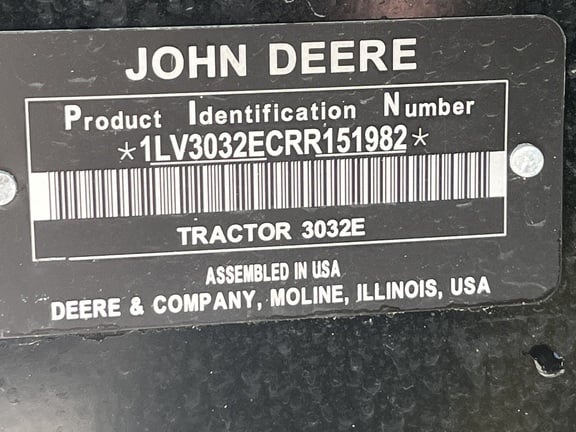 JOHN DEERE
Product Identification Number
*1LV3032ECRR151982*
TRACTOR 3032E
ASSEMBLED IN USA
DEERE & COMPANY, MOLINE, ILLINOIS, USA